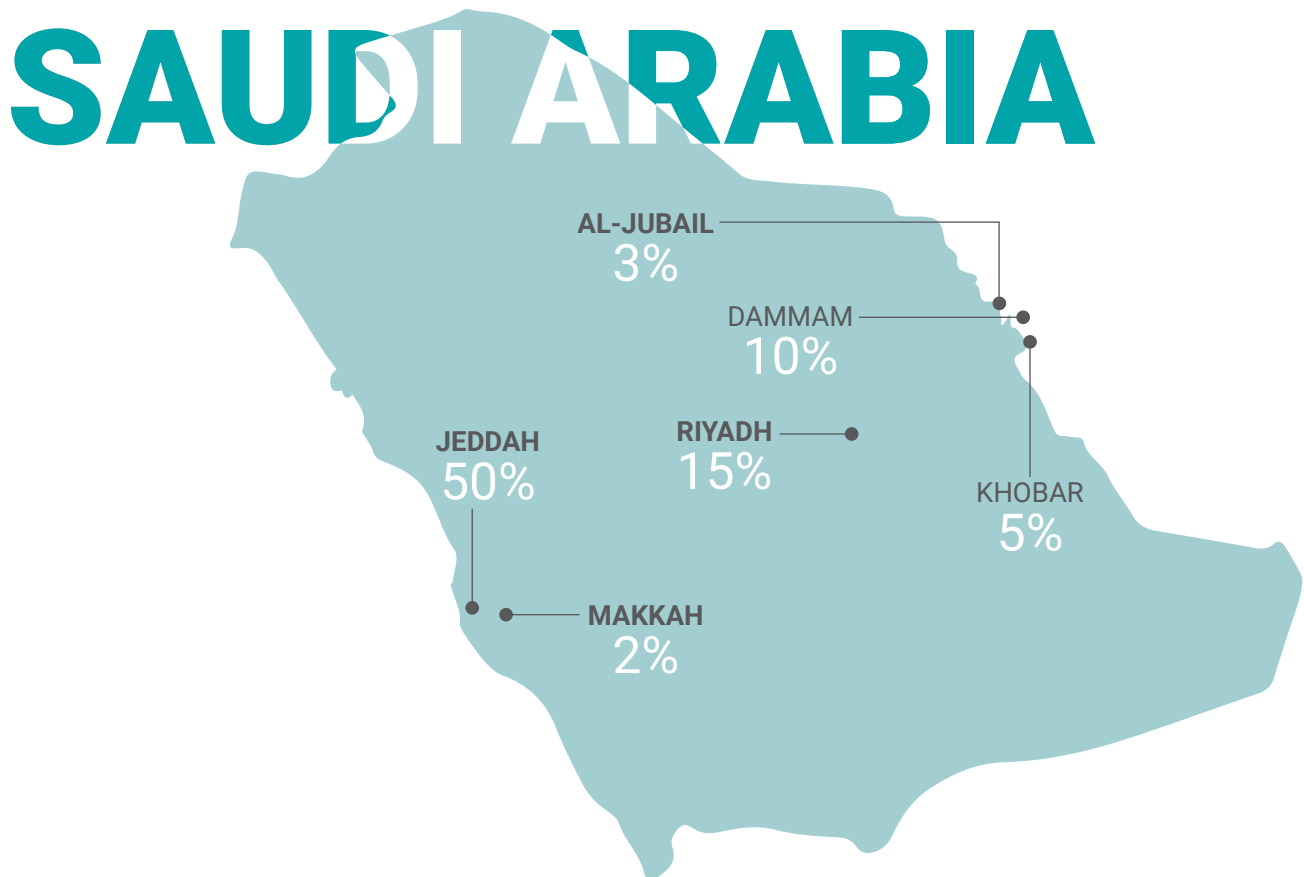 SAUDI ARABIA
AL-JUBAIL
3%
DAMMAM
10%
RIYADH
15%
JEDDAH
50%
KHOBAR
5%
MAKKAH
2%